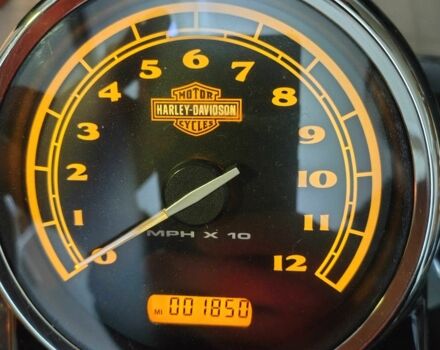 5 6 7
4 8
MOTOR
HARLEY-DAVIDSON
CYCLES
3 9
2 10
1 11
0 12
MPH X 10
MI 001850